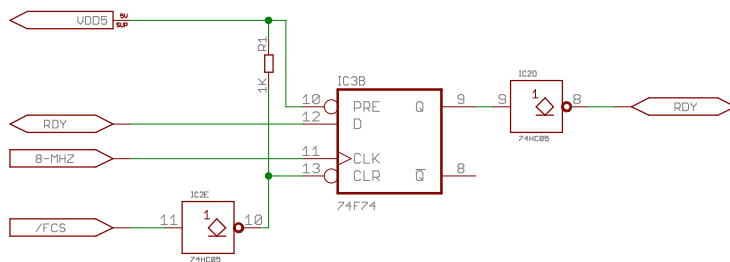 VDD5 5V SUP
R1
1K
IC3B
10 PRE Q 9
12 D
11 CLK
13 CLR Q 8
74F74
RDY
8-MHZ
/FCS
IC2E
11 1 10
74HC05
IC2D
9 1 8
74HC05
RDY